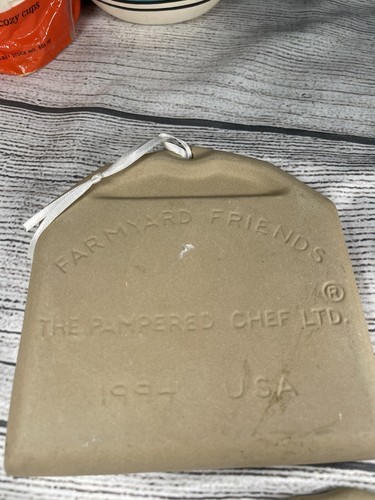 cozy cups
FARMYARD FRIENDS
®
THE PAMPERED CHEF LTD.
1994 USA